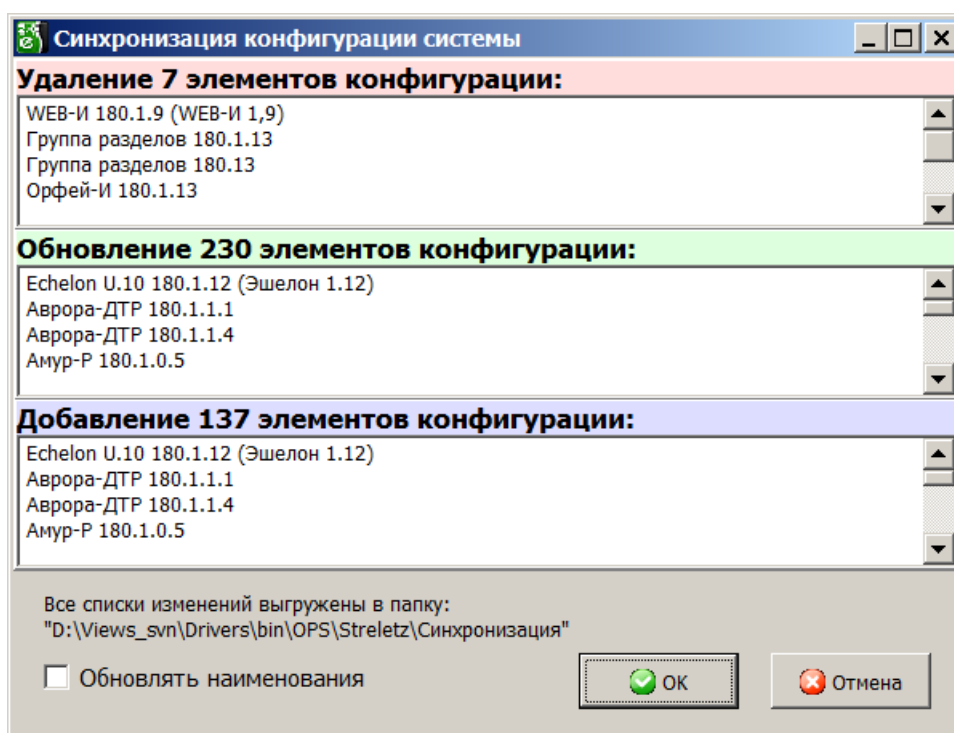 Синхронизация конфигурации системы
Удаление 7 элементов конфигурации:
WEB-И 180.1.9 (WEB-И 1,9)
Группа разделов 180.1.13
Группа разделов 180.13
Орфей-И 180.1.13
Обновление 230 элементов конфигурации:
Echelon U.10 180.1.12 (Эшелон 1.12)
Аврора-ДТР 180.1.1.1
Аврора-ДТР 180.1.1.4
Амур-Р 180.1.0.5
Добавление 137 элементов конфигурации:
Echelon U.10 180.1.12 (Эшелон 1.12)
Аврора-ДТР 180.1.1.1
Аврора-ДТР 180.1.1.4
Амур-Р 180.1.0.5
Все списки изменений выгружены в папку:
"D:\Views_svn\Drivers\bin\OPS\Streletz\Синхронизация"
Обновлять наименования
ОК
Отмена